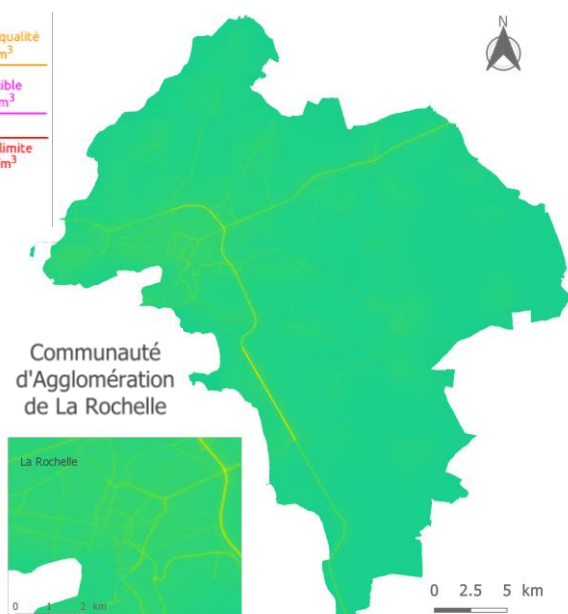 qualité
m³
ible
m³
limite
/m³
Communauté
d'Agglomération
de La Rochelle
La Rochelle
0 1 2 km
0 2.5 5 km